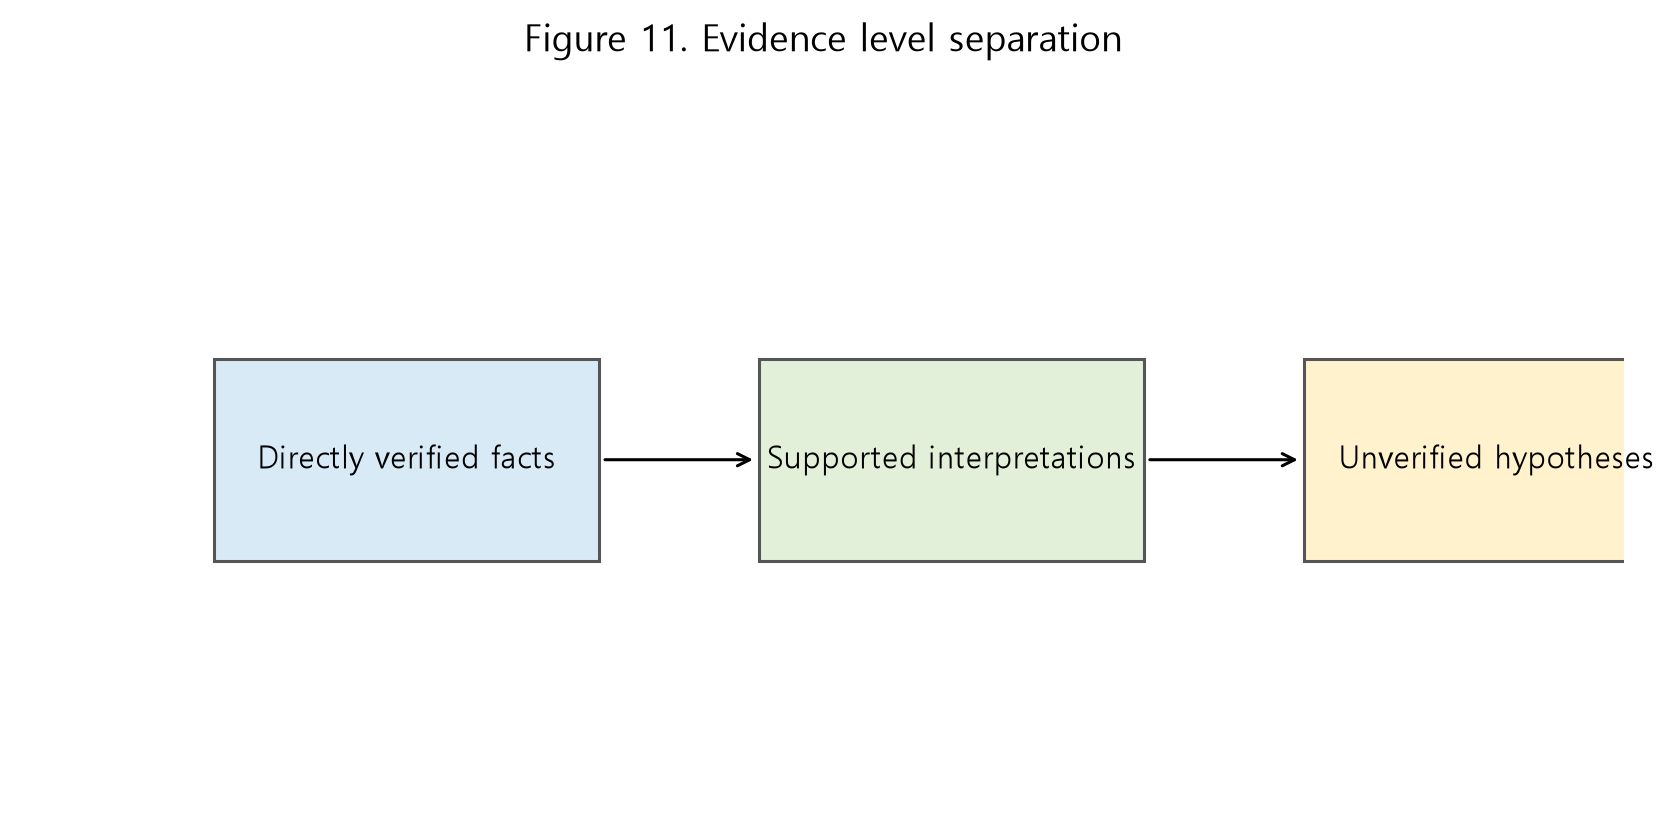 Figure 11. Evidence level separation
Directly verified facts
Supported interpretations
Unverified hypotheses